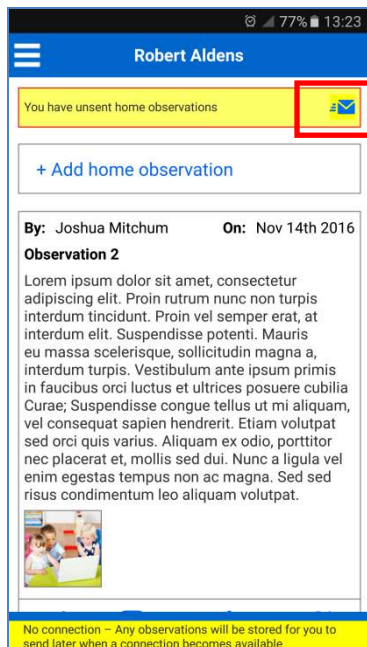 77% 13:23
Robert Aldens
You have unsent home observations
+ Add home observation
By: Joshua Mitchum On: Nov 14th 2016
Observation 2
Lorem ipsum dolor sit amet, consectetur
adipiscing elit. Proin rutrum nunc non turpis
interdum tincidunt. Proin vel semper erat, at
interdum elit. Suspendisse potenti. Mauris
eu massa scelerisque, sollicitudin magna a,
interdum turpis. Vestibulum ante ipsum primis
in faucibus orci luctus et ultrices posuere cubilia
Curae; Suspendisse congue tellus ut mi aliquam,
vel consequat sapien hendrerit. Etiam volutpat
sed orci quis varius. Aliquam ex odio, porttitor
nec placerat et, mollis sed dui. Nunc a ligula vel
enim egestas tempus non ac magna. Sed sed
risus condimentum leo aliquam volutpat.
No connection – Any observations will be stored for you to
send later when a connection becomes available